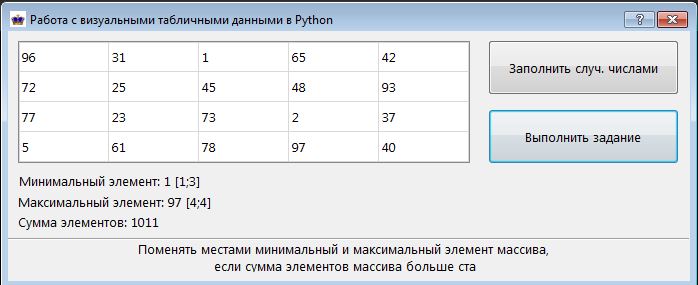 Работа с визуальными табличными данными в Python
96 31 1 65 42
72 25 45 48 93
77 23 73 2 37
5 61 78 97 40
Заполнить случ. числами
Выполнить задание
Минимальный элемент: 1 [1;3]
Максимальный элемент: 97 [4;4]
Сумма элементов: 1011
Поменять местами минимальный и максимальный элемент массива,
если сумма элементов массива больше ста